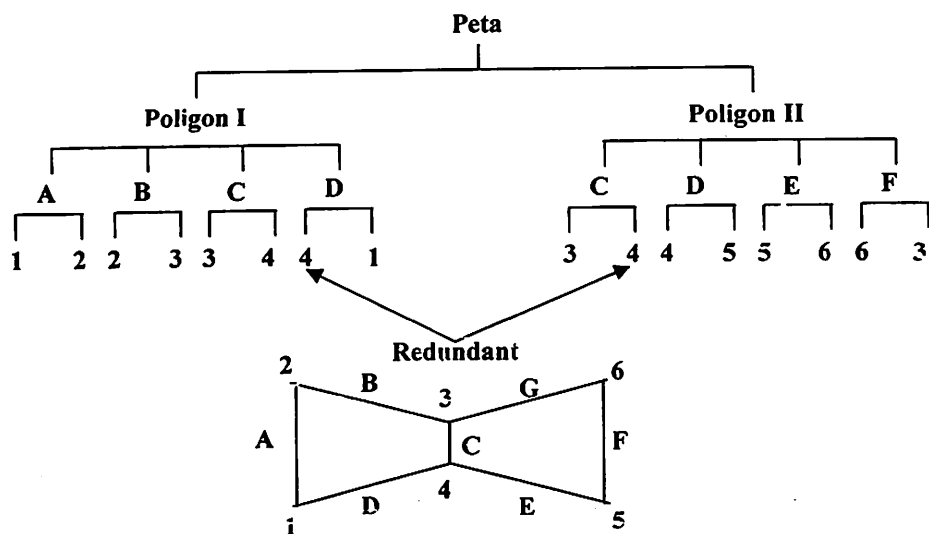 Peta
Poligon I Poligon II
A B C D C D E F
1 2 2 3 3 4 4 1 3 4 4 5 5 6 6 3
Redundant
2 B 3 G 6
A C F
1 D 4 E 5